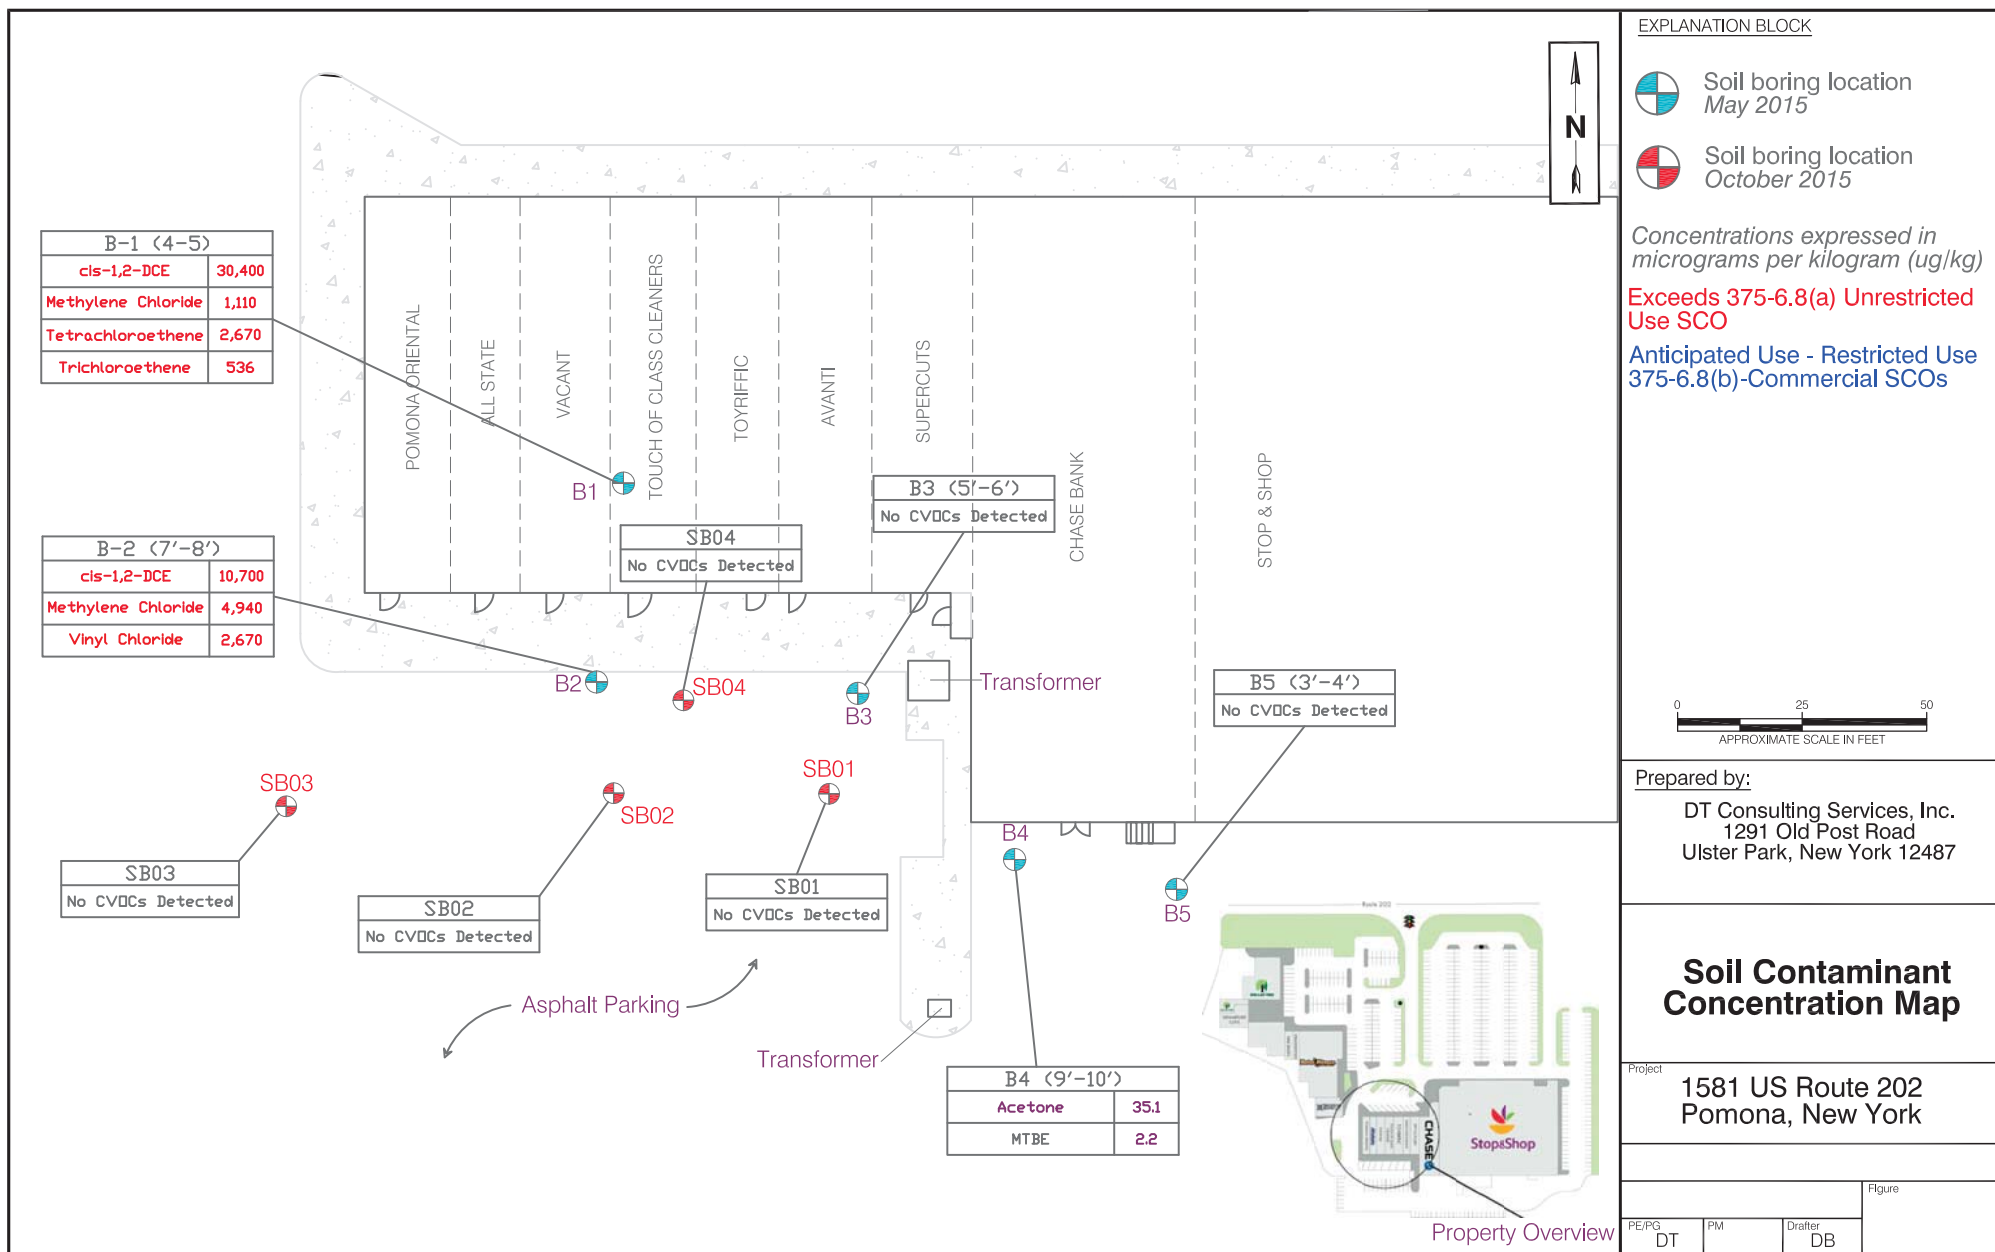 EXPLANATION BLOCK
Soil boring location
May 2015
Soil boring location
October 2015
Concentrations expressed in
micrograms per kilogram (ug/kg)
Exceeds 375-6.8(a) Unrestricted
Use SCO
Anticipated Use - Restricted Use
375-6.8(b)-Commercial SCOs
0 25 50
APPROXIMATE SCALE IN FEET
Prepared by:
DT Consulting Services, Inc.
1291 Old Post Road
Ulster Park, New York 12487
Soil Contaminant
Concentration Map
Project
1581 US Route 202
Pomona, New York
Figure
PE/PG
DT
PM
Drafter
DB
N
B-1 (4-5)
cis-1,2-DCE 30,400
Methylene Chloride 1,110
Tetrachloroethene 2,670
Trichloroethene 536
B-2 (7'-8')
cis-1,2-DCE 10,700
Methylene Chloride 4,940
Vinyl Chloride 2,670
POMONA ORIENTAL
ALL STATE
VACANT
TOUCH OF CLASS CLEANERS
TOYRIFFIC
AVANTI
SUPERCUTS
CHASE BANK
STOP & SHOP
B1
B3 (5'-6')
No CVOCs Detected
SB04
No CVOCs Detected
B2
SB04
B3
Transformer
B5 (3'-4')
No CVOCs Detected
SB03
SB02
SB01
B4
B5
SB03
No CVOCs Detected
SB02
No CVOCs Detected
SB01
No CVOCs Detected
Asphalt Parking
Transformer
B4 (9'-10')
Acetone 35.1
MTBE 2.2
Route 202
CHASE
Stop&Shop
Property Overview